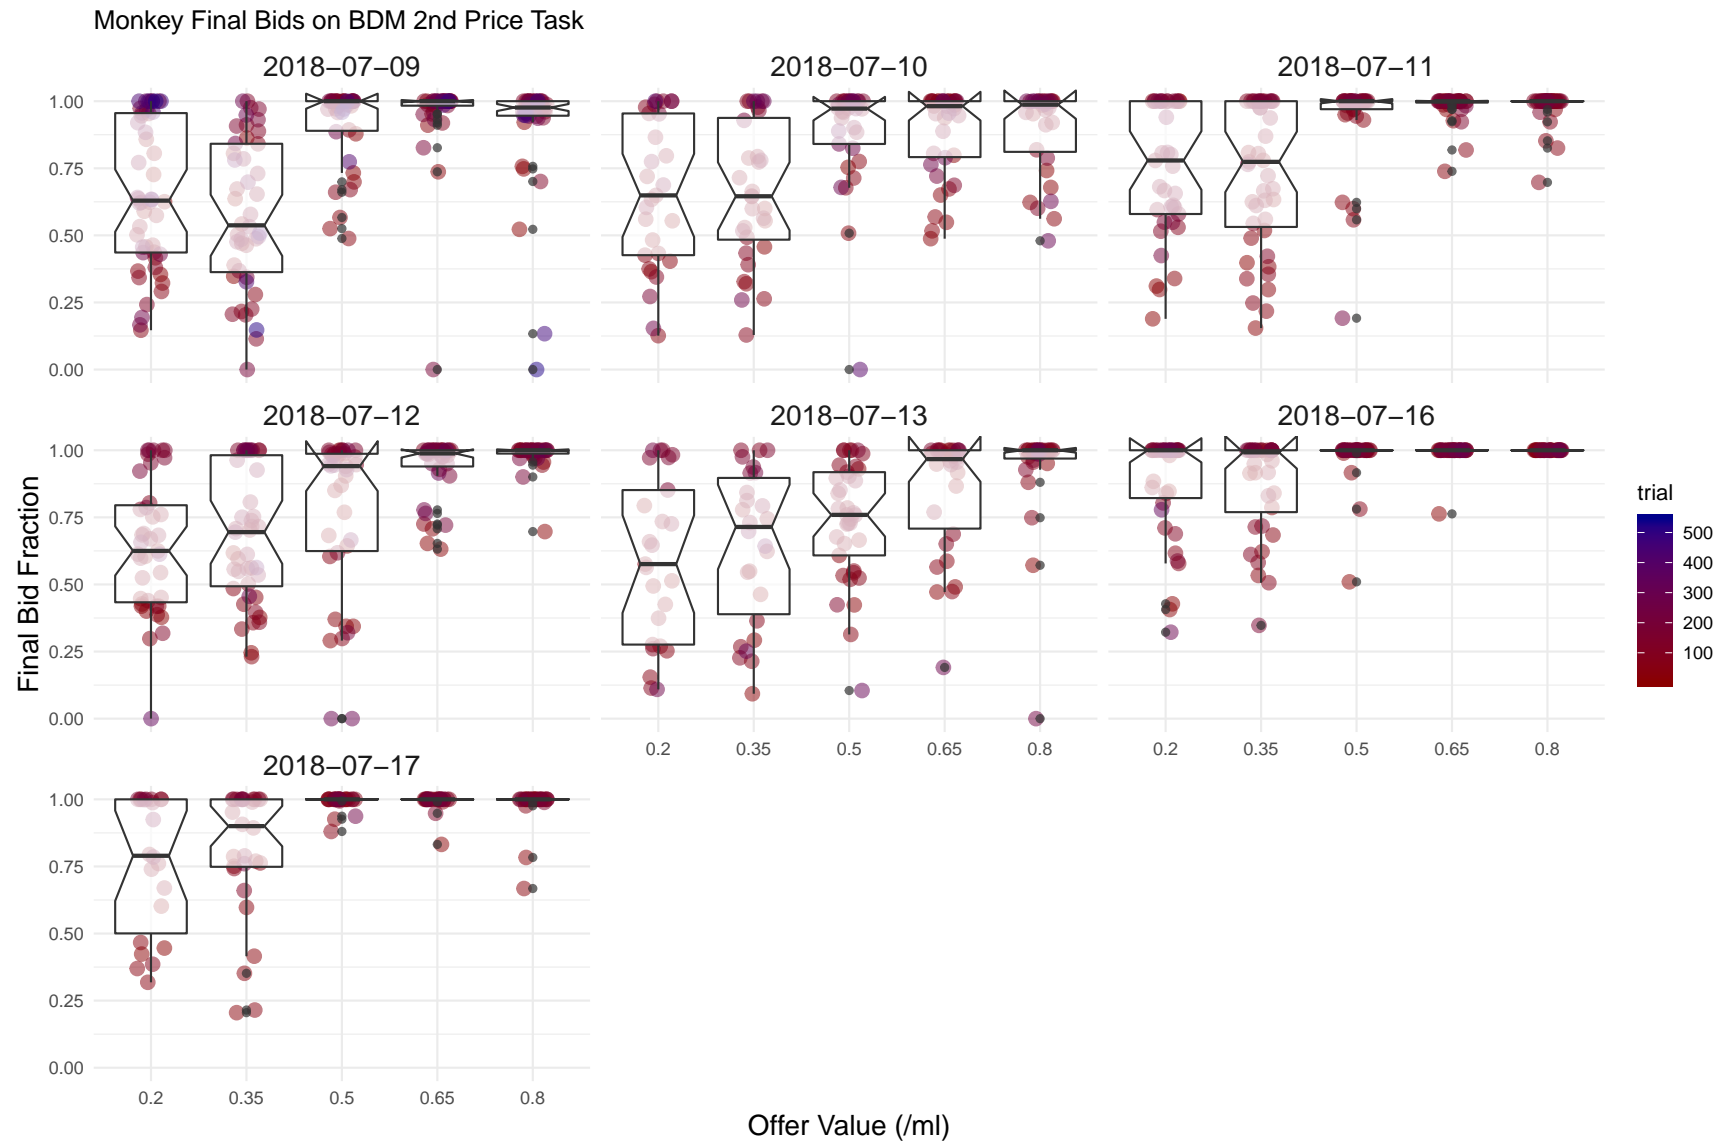 Monkey Final Bids on BDM 2nd Price Task
2018−07−09 2018−07−10 2018−07−11
1.00
0.75
0.50
0.25
0.00
2018−07−12 2018−07−13 2018−07−16
1.00
0.75
0.50
0.25
0.00
0.2 0.35 0.5 0.65 0.8 0.2 0.35 0.5 0.65 0.8
2018−07−17
1.00
0.75
0.50
0.25
0.00
0.2 0.35 0.5 0.65 0.8
Final Bid Fraction
Offer Value (/ml)
trial
500
400
300
200
100